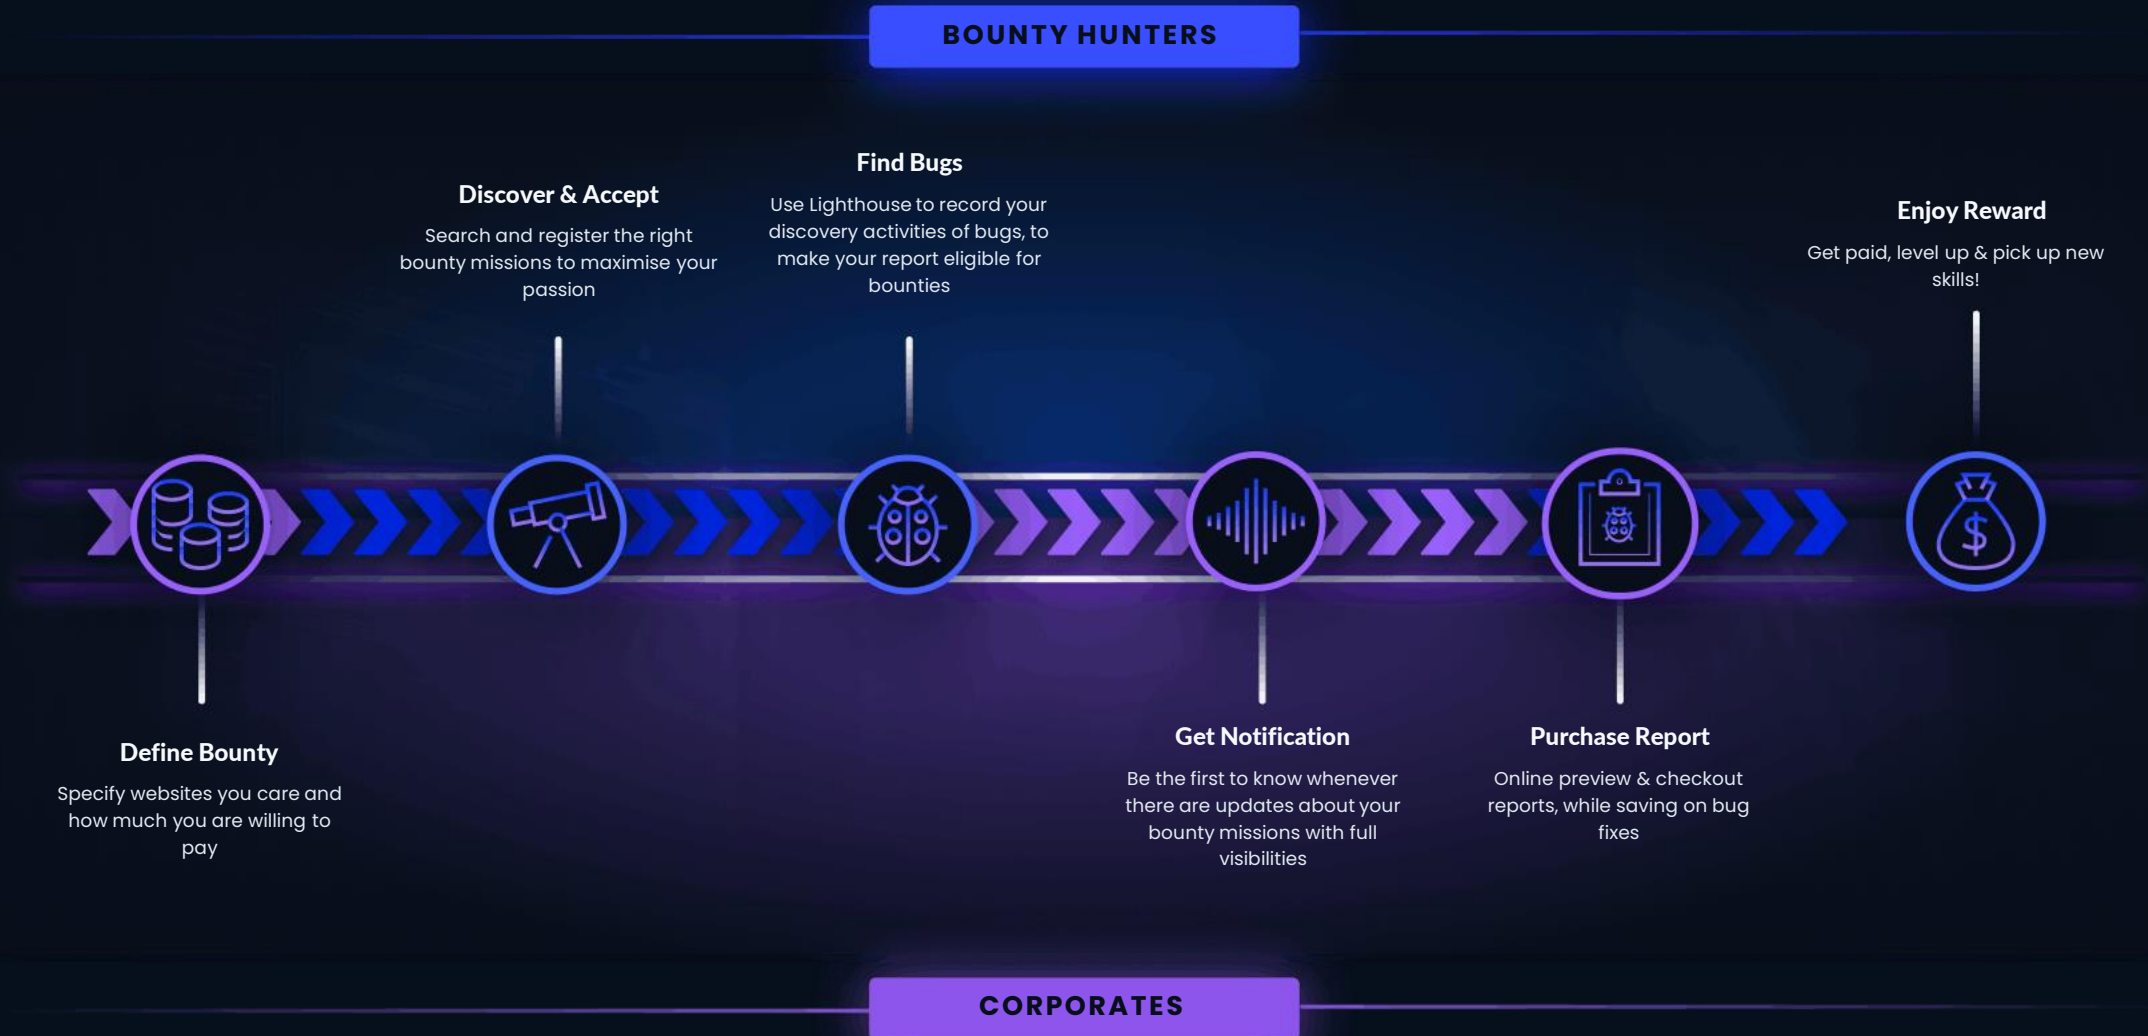 BOUNTY HUNTERS
Find Bugs
Use Lighthouse to record your
discovery activities of bugs, to
make your report eligible for
bounties
Discover & Accept
Search and register the right
bounty missions to maximise your
passion
Enjoy Reward
Get paid, level up & pick up new
skills!
$
Define Bounty
Specify websites you care and
how much you are willing to
pay
Get Notification
Be the first to know whenever
there are updates about your
bounty missions with full
visibilities
Purchase Report
Online preview & checkout
reports, while saving on bug
fixes
CORPORATES